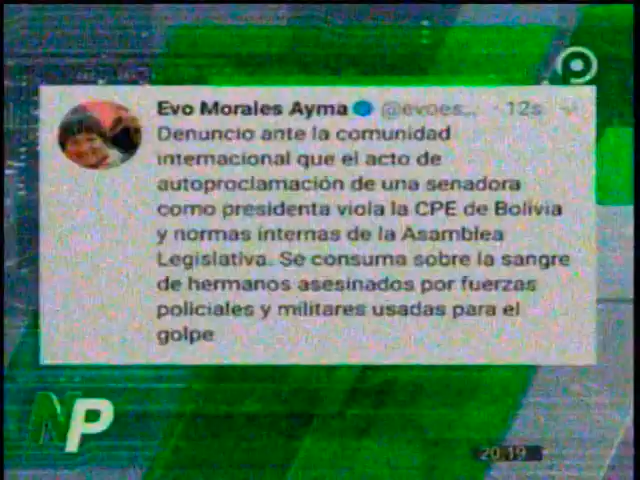 Evo Morales Ayma @evoes... · 12s
Denuncio ante la comunidad
internacional que el acto de
autoproclamación de una senadora
como presidenta viola la CPE de Bolivia
y normas internas de la Asamblea
Legislativa. Se consuma sobre la sangre
de hermanos asesinados por fuerzas
policiales y militares usadas para el
golpe
NP
20:19